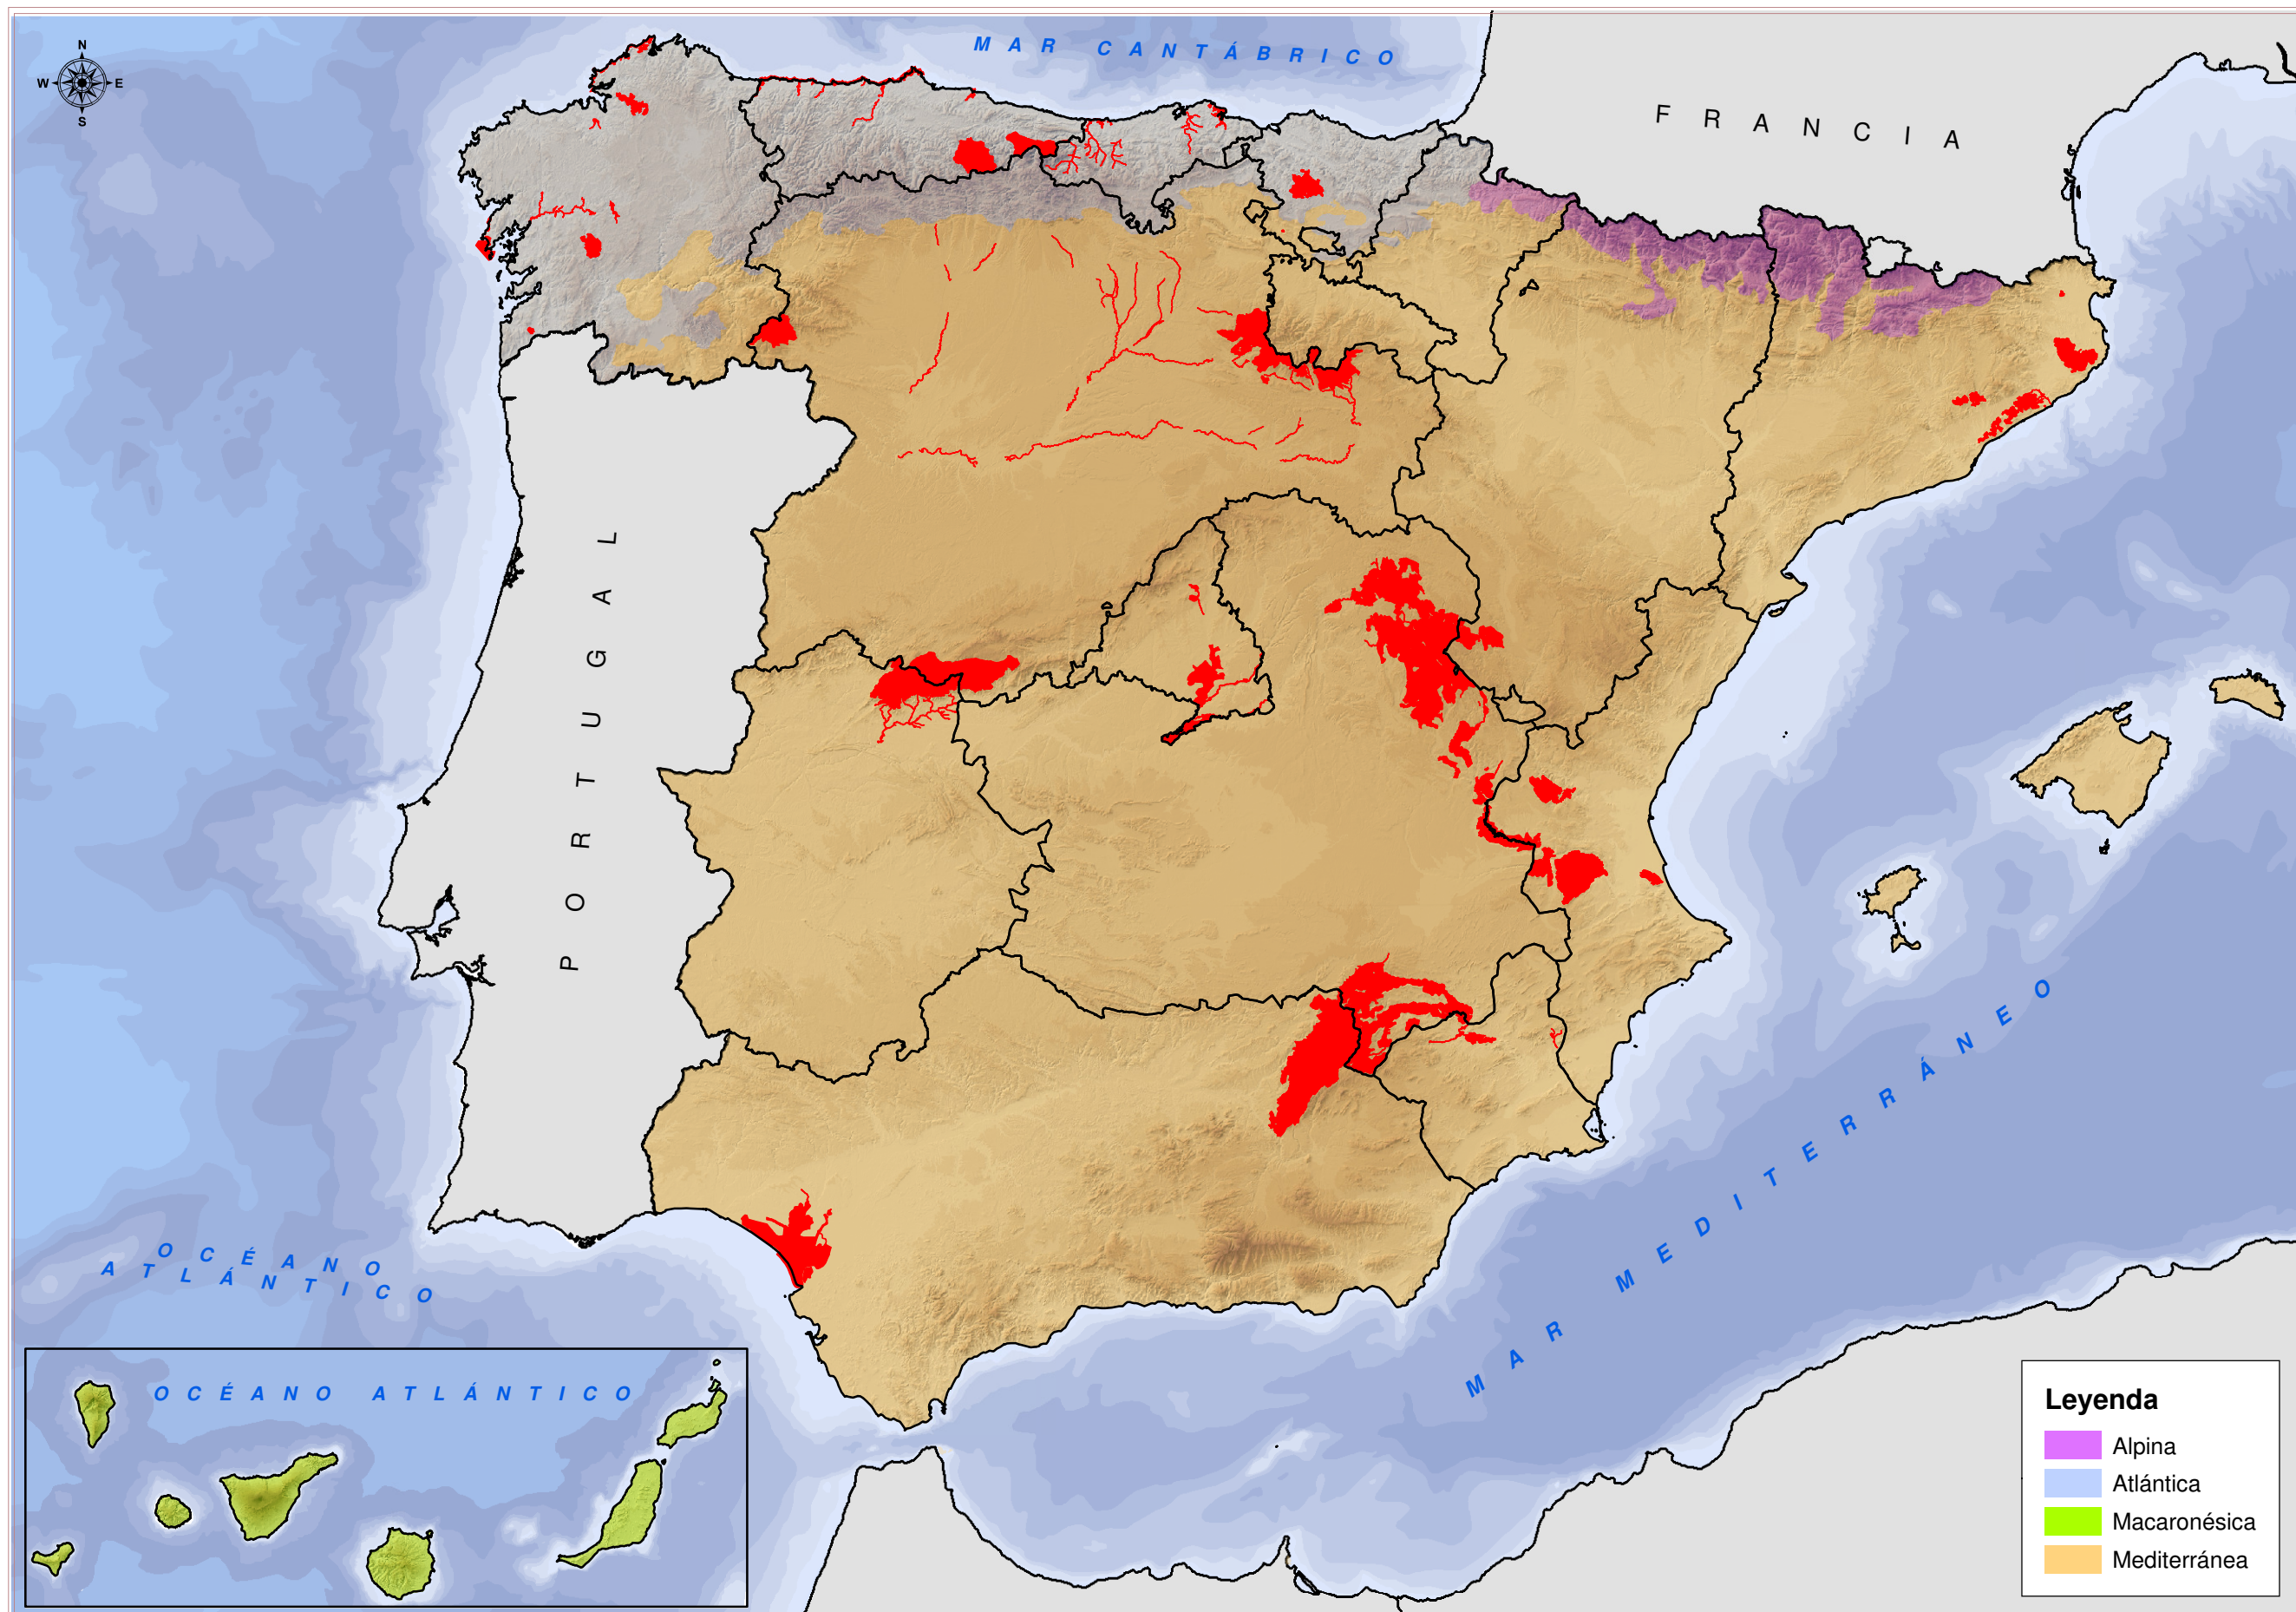 N
W E
S
MAR CANTÁBRICO
FRANCIA
PORTUGAL
OCÉANO
ATLÁNTICO
MAR MEDITERRÁNEO
OCÉANO ATLÁNTICO
Leyenda
Alpina
Atlántica
Macaronésica
Mediterránea